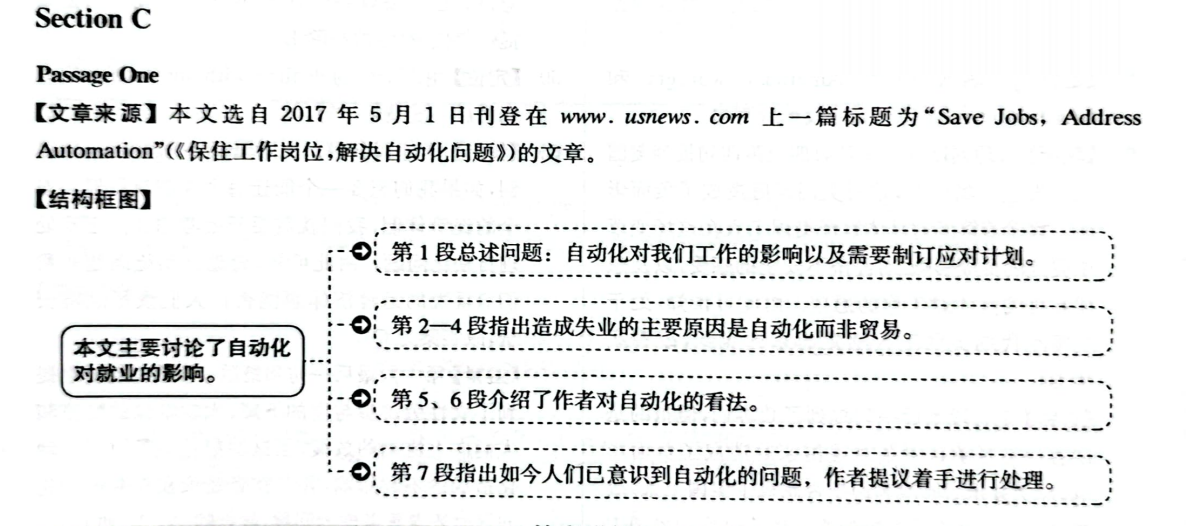 Section C
Passage One
【文章来源】本文选自 2017 年 5 月 1 日刊登在 www. usnews. com 上一篇标题为“Save Jobs, Address
Automation”(《保住工作岗位,解决自动化问题》)的文章。
【结构框图】
本文主要讨论了自动化
对就业的影响。
第1段总述问题：自动化对我们工作的影响以及需要制订应对计划。
第2—4段指出造成失业的主要原因是自动化而非贸易。
第5、6段介绍了作者对自动化的看法。
第7段指出如今人们已意识到自动化的问题，作者提议着手进行处理。